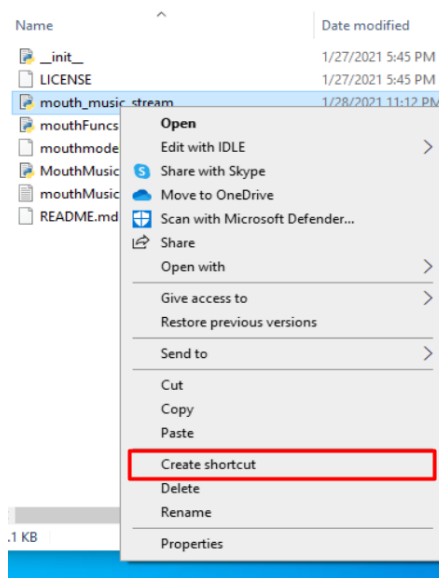 Name Date modified
__init__ 1/27/2021 5:45 PM
LICENSE 1/27/2021 5:45 PM
mouth_music_stream 1/28/2021 11:12 PM
mouthFuncs
mouthmode
MouthMusic
mouthMusic
README.md
Open
Edit with IDLE
Share with Skype
Move to OneDrive
Scan with Microsoft Defender...
Share
Open with
Give access to
Restore previous versions
Send to
Cut
Copy
Paste
Create shortcut
Delete
Rename
Properties
.1 KB